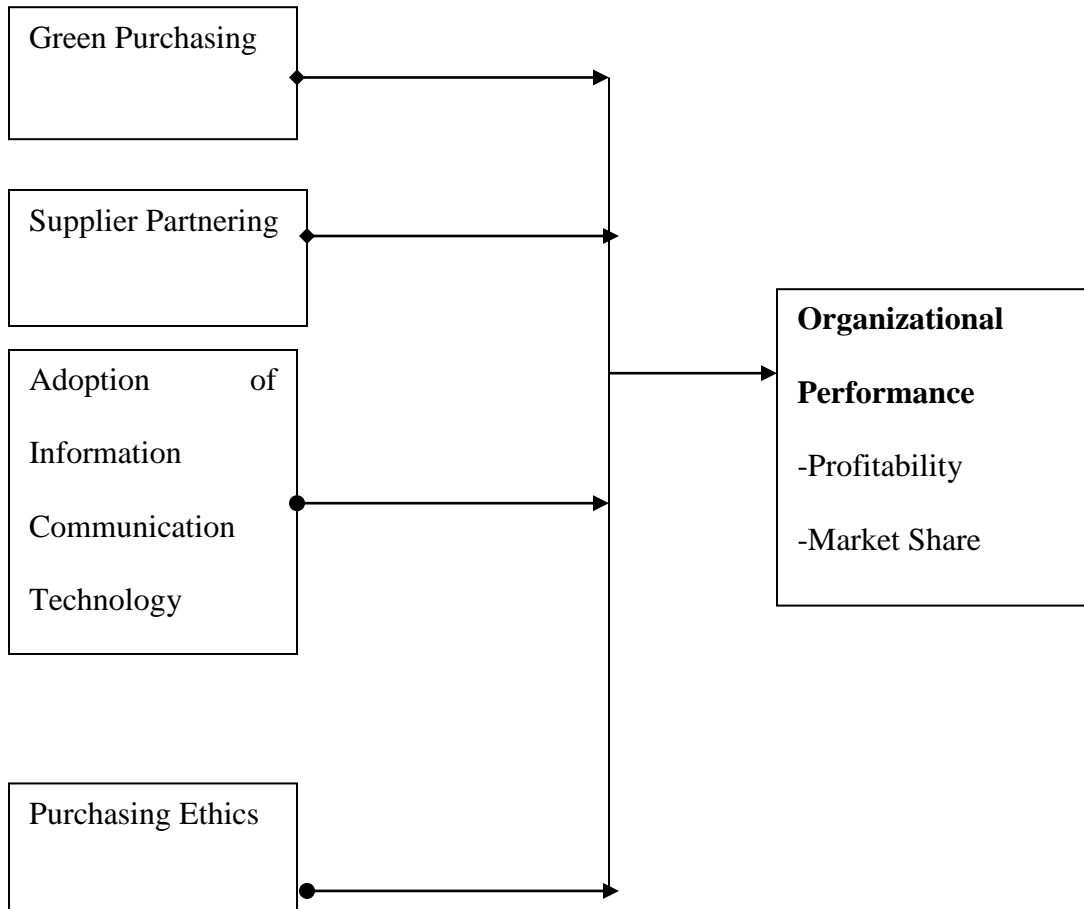 Green Purchasing
Supplier Partnering
Adoption of
Information
Communication
Technology
Purchasing Ethics
Organizational
Performance
-Profitability
-Market Share